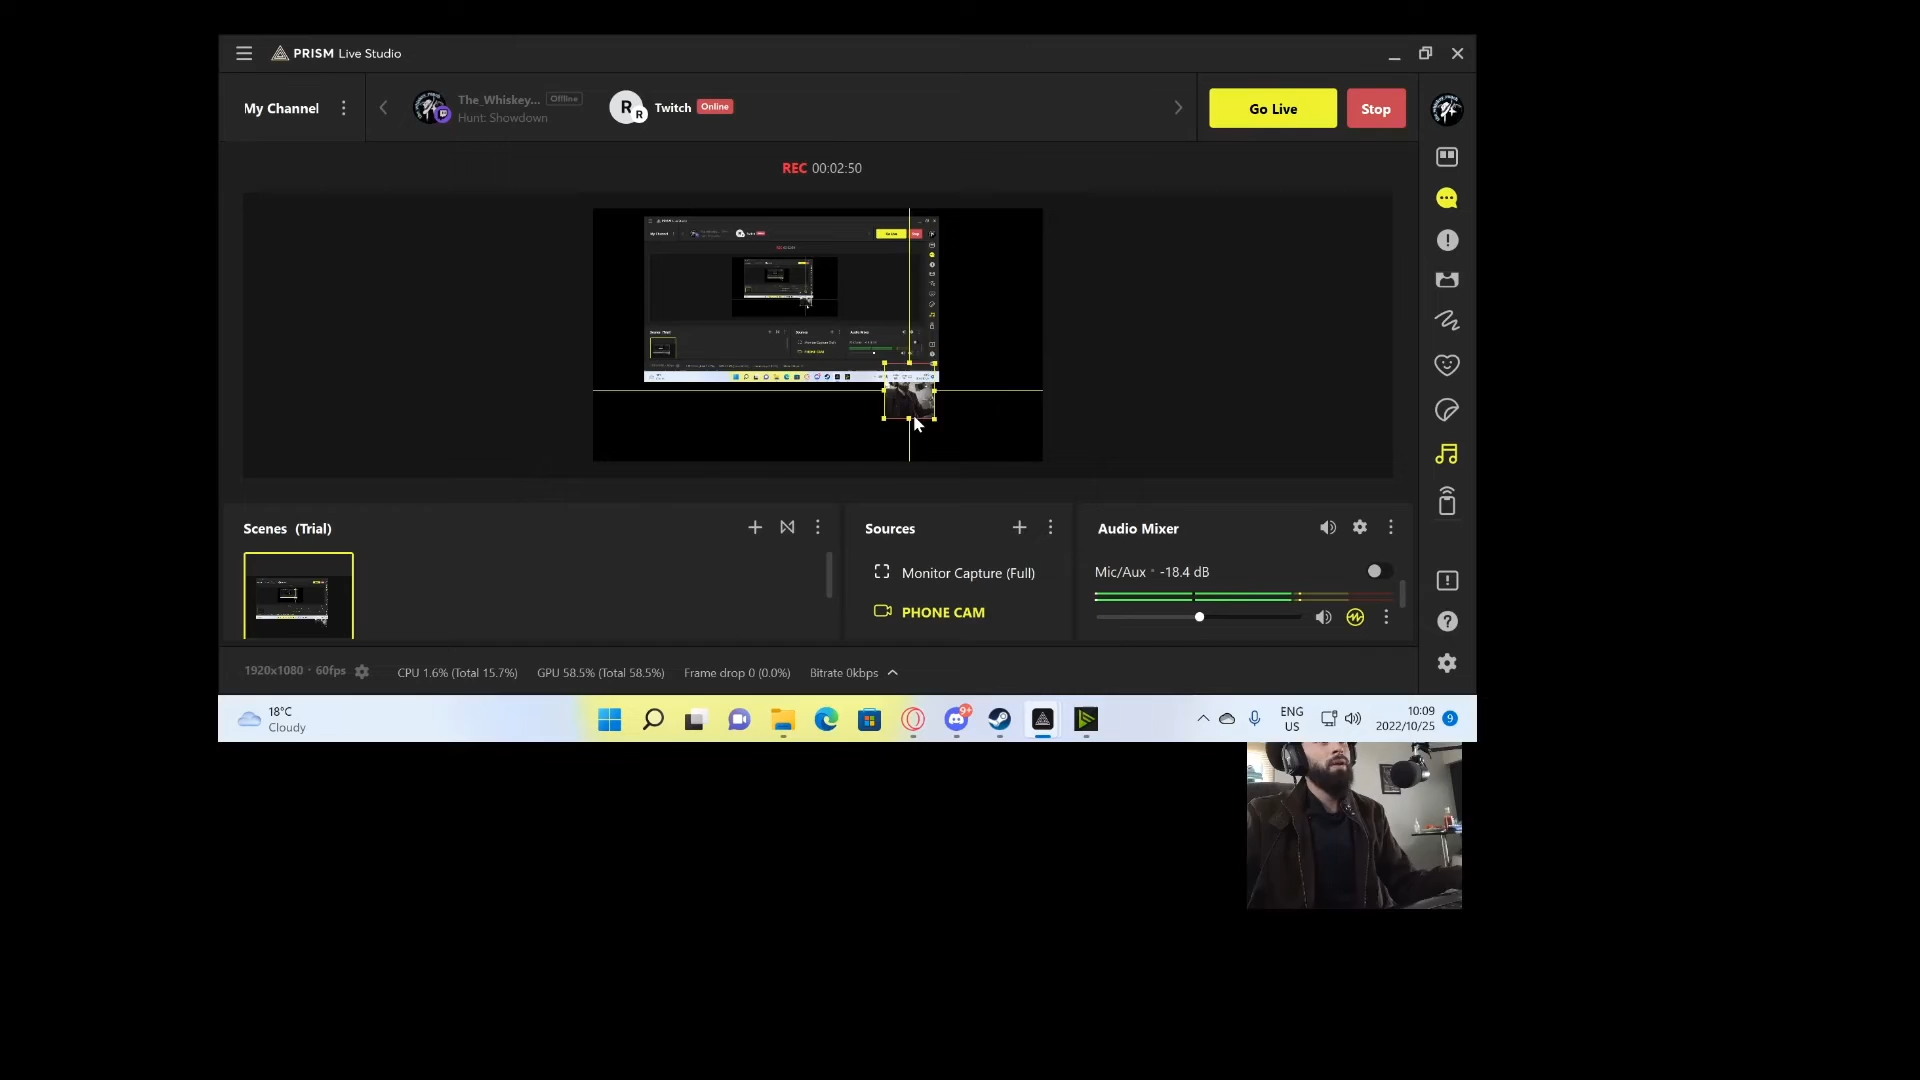 PRISM Live Studio
My Channel
The_Whiskey...
Offline
Hunt: Showdown
R
R
Twitch
Online
Go Live
Stop
REC 00:02:50
Scenes (Trial)
Sources
Monitor Capture (Full)
PHONE CAM
Audio Mixer
Mic/Aux • -18.4 dB
1920x1080 • 60fps
CPU 1.6% (Total 15.7%)
GPU 58.5% (Total 58.5%)
Frame drop 0 (0.0%)
Bitrate 0kbps
18°C
Cloudy
9+
ENG
US
10:09
2022/10/25
9